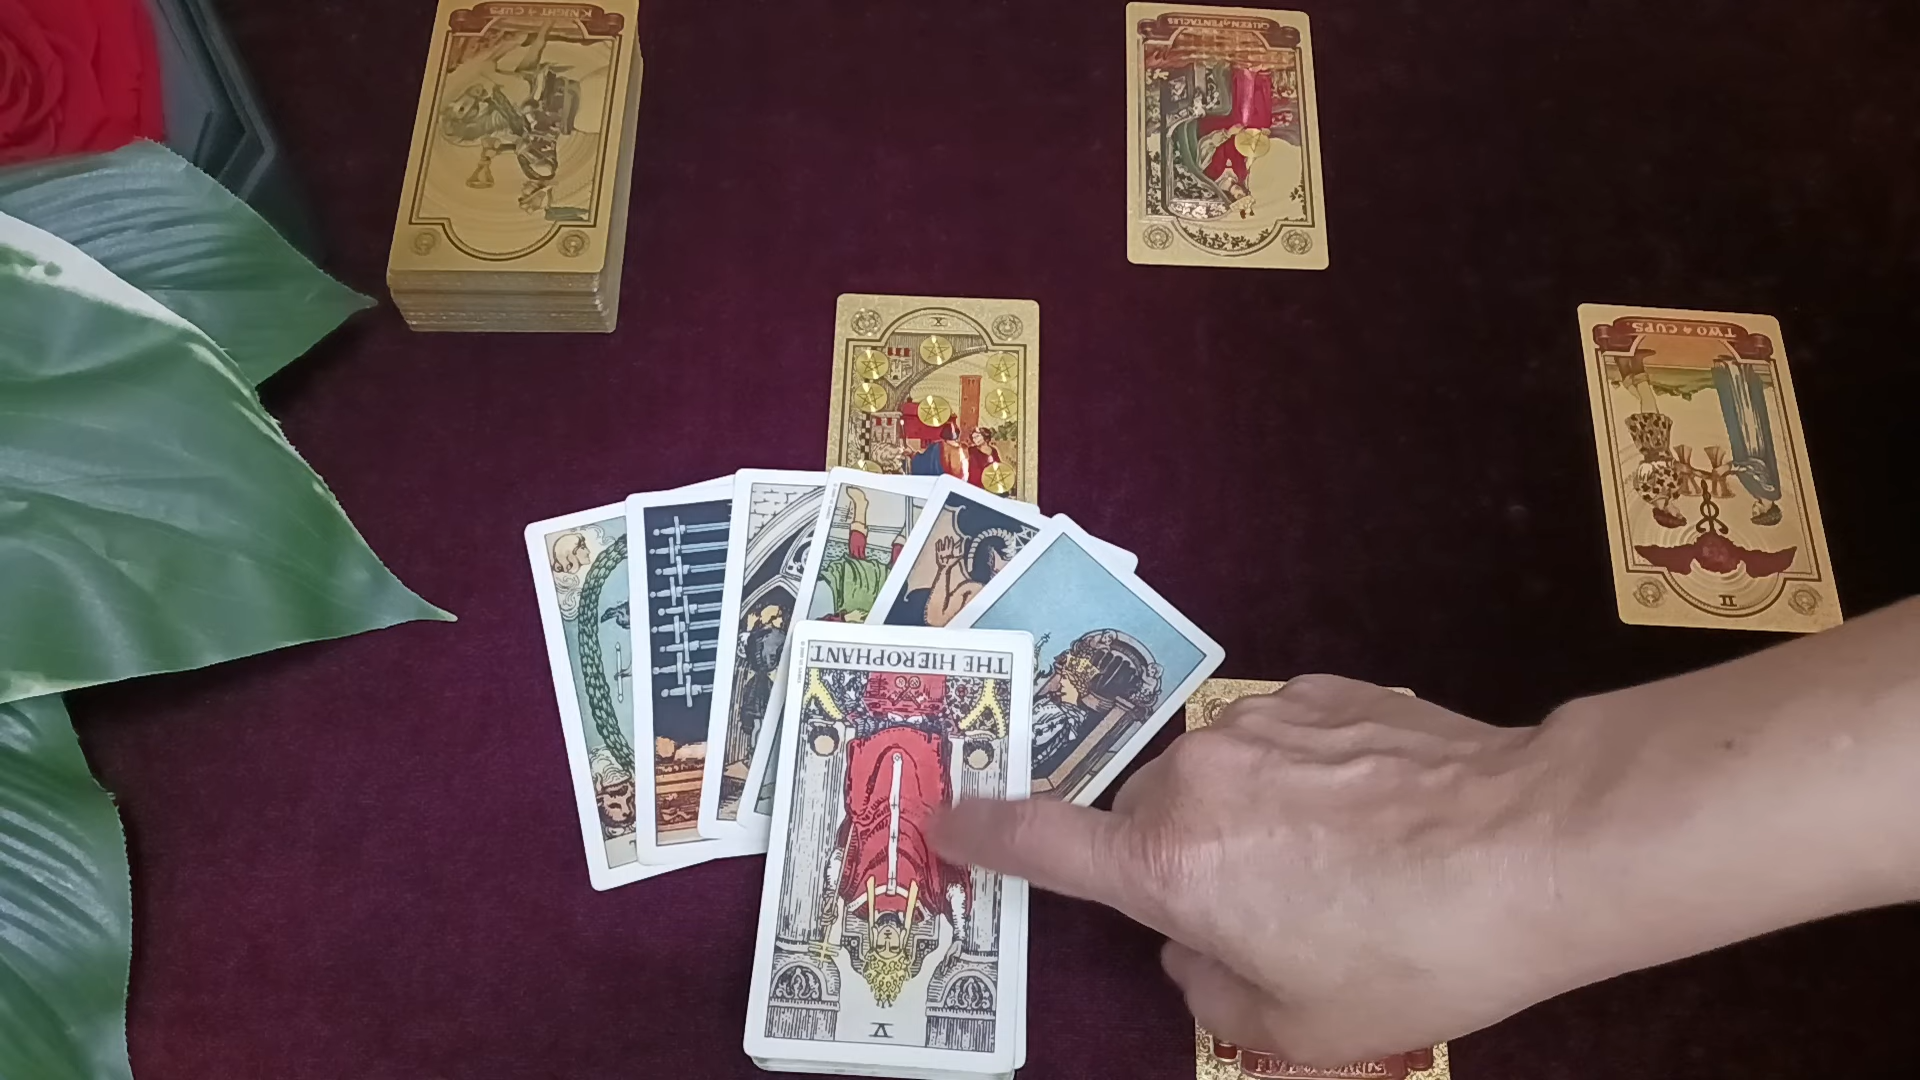 KNIGHT of CUPS
QUEEN of PENTACLES
X
TWO of CUPS
II
THE HIEROPHANT
V
FIVE of WANDS